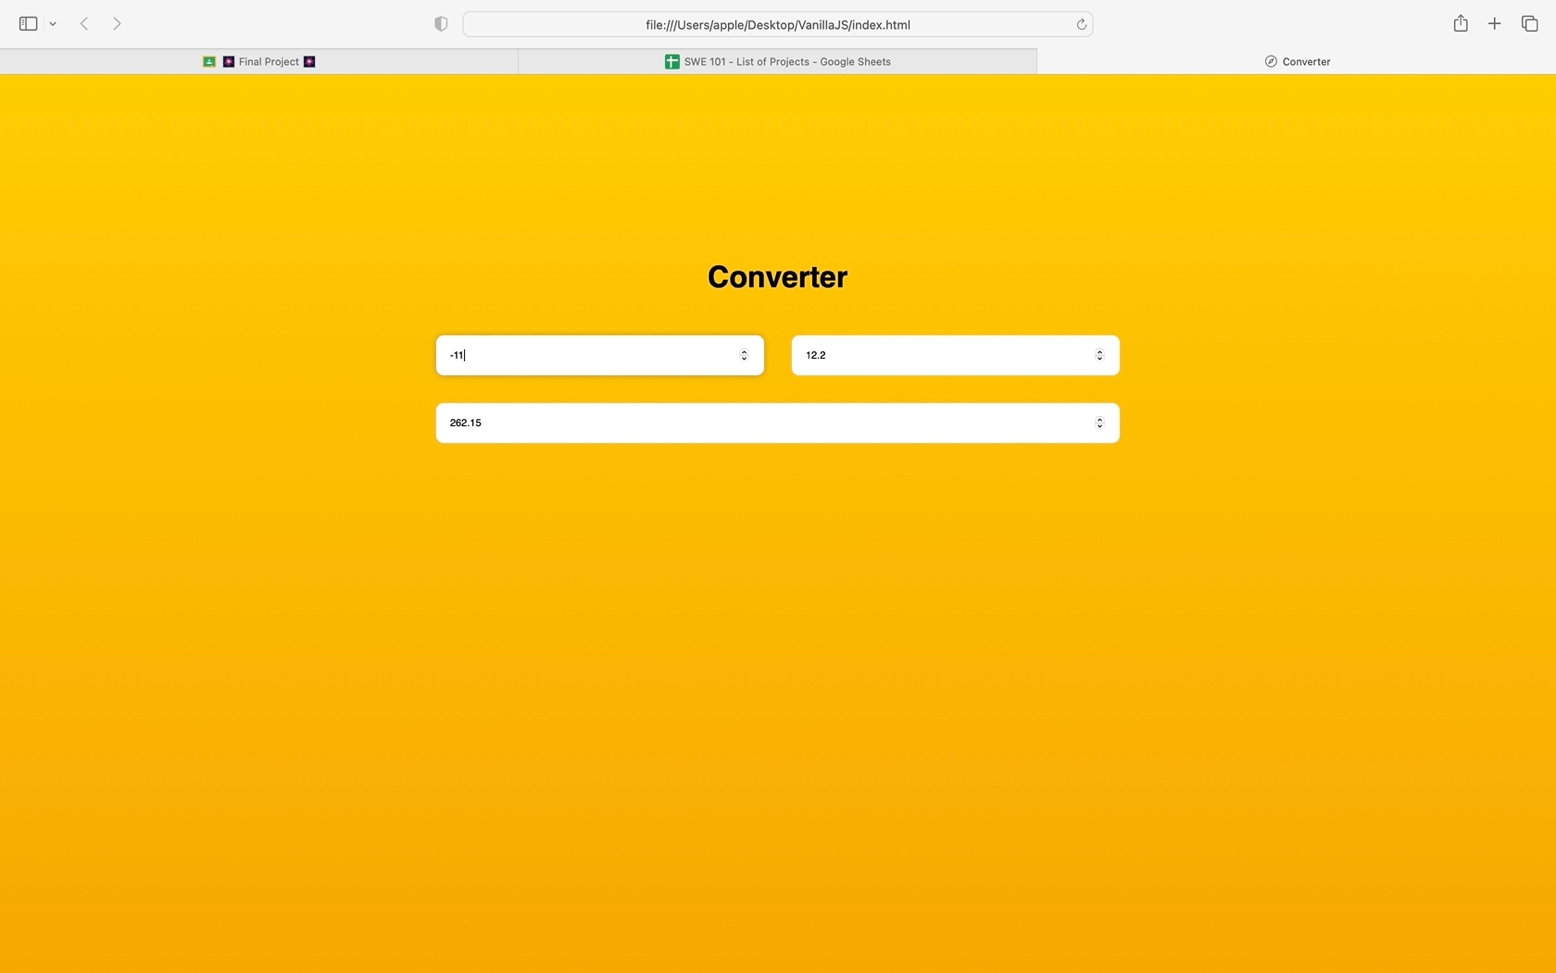 file:///Users/apple/Desktop/VanillaJS/index.html
Final Project
SWE 101 - List of Projects - Google Sheets
Converter
Converter
-11
12.2
262.15